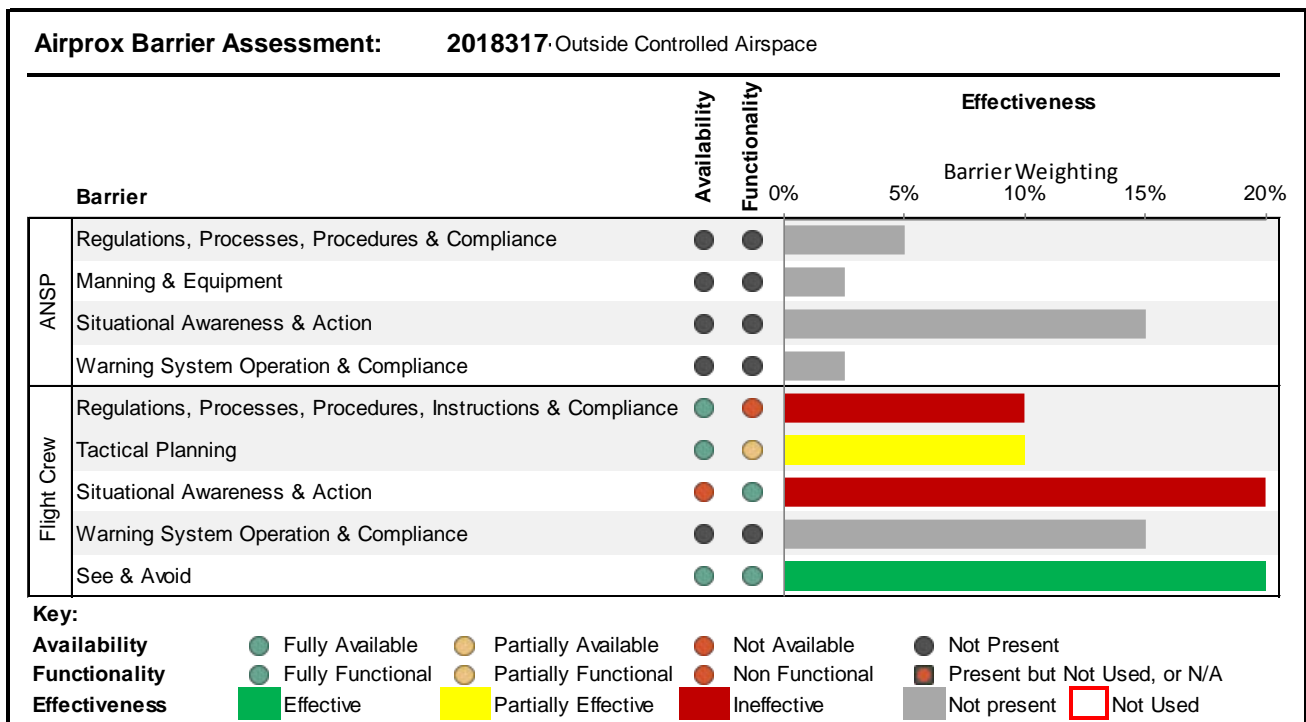 Airprox Barrier Assessment: 2018317- Outside Controlled Airspace
Availability
Functionality
Effectiveness
Barrier Weighting
Barrier
0% 5% 10% 15% 20%
ANSP
Regulations, Processes, Procedures & Compliance
Manning & Equipment
Situational Awareness & Action
Warning System Operation & Compliance
Flight Crew
Regulations, Processes, Procedures, Instructions & Compliance
Tactical Planning
Situational Awareness & Action
Warning System Operation & Compliance
See & Avoid
Key:
Availability Fully Available Partially Available Not Available Not Present
Functionality Fully Functional Partially Functional Non Functional Present but Not Used, or N/A
Effectiveness Effective Partially Effective Ineffective Not present Not Used